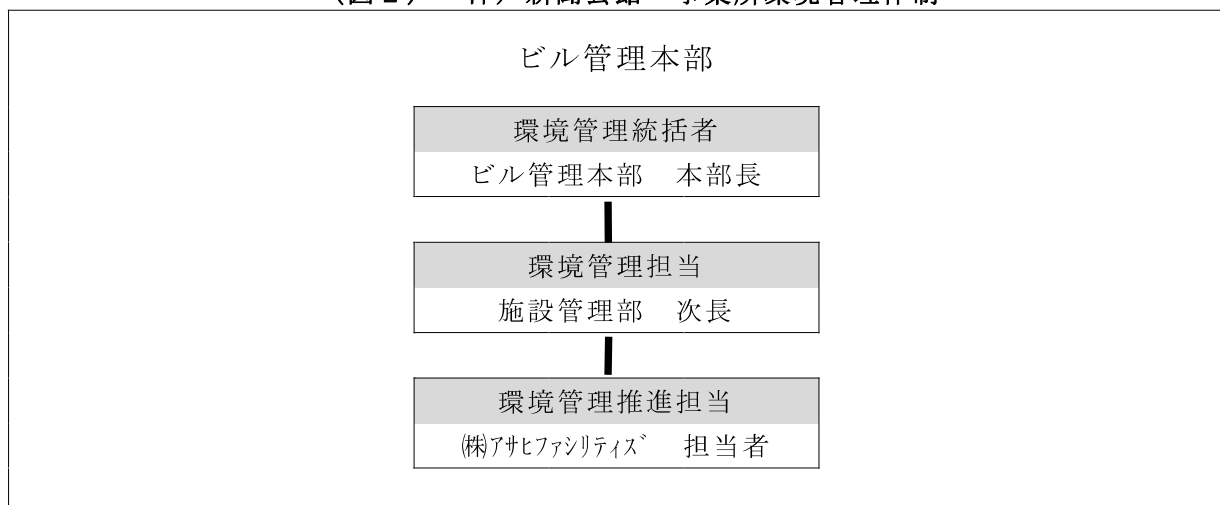 ビル管理本部
環境管理統括者
ビル管理本部　本部長
環境管理担当
施設管理部　次長
環境管理推進担当
㈱ｱｻﾋﾌｧｼﾘﾃｨｽﾞ　担当者